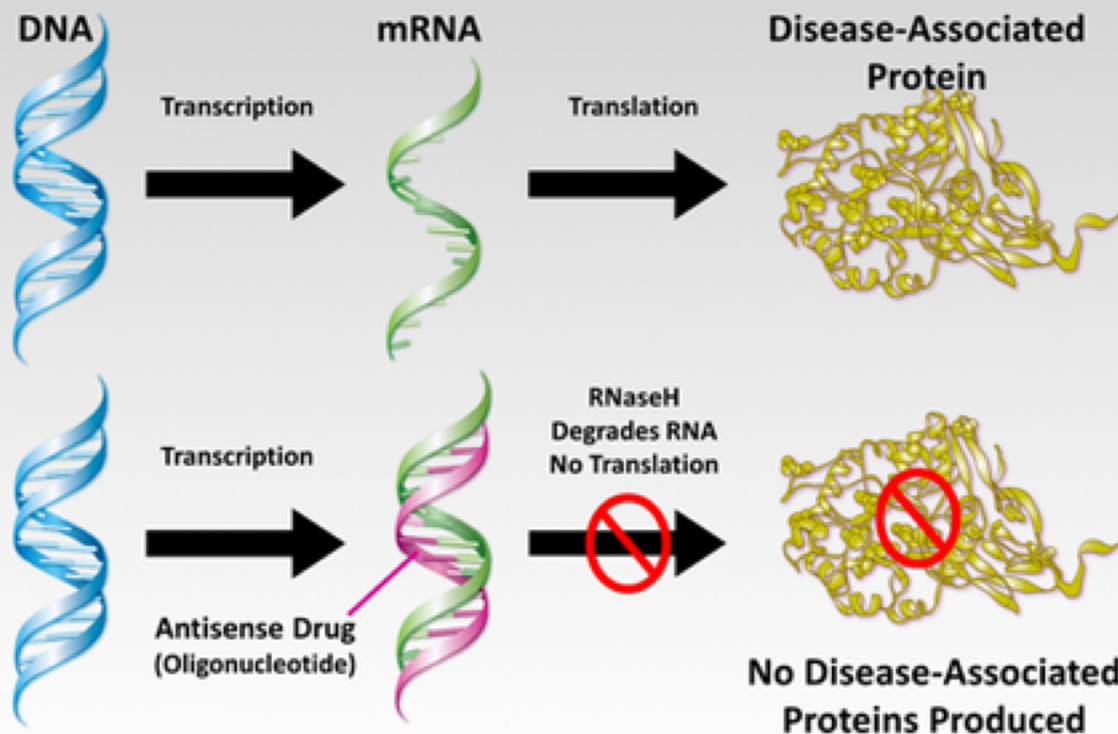 DNA
mRNA
Disease-Associated
Protein
Transcription
Translation
Transcription
RNaseH
Degrades RNA
No Translation
Antisense Drug
(Oligonucleotide)
No Disease-Associated
Proteins Produced